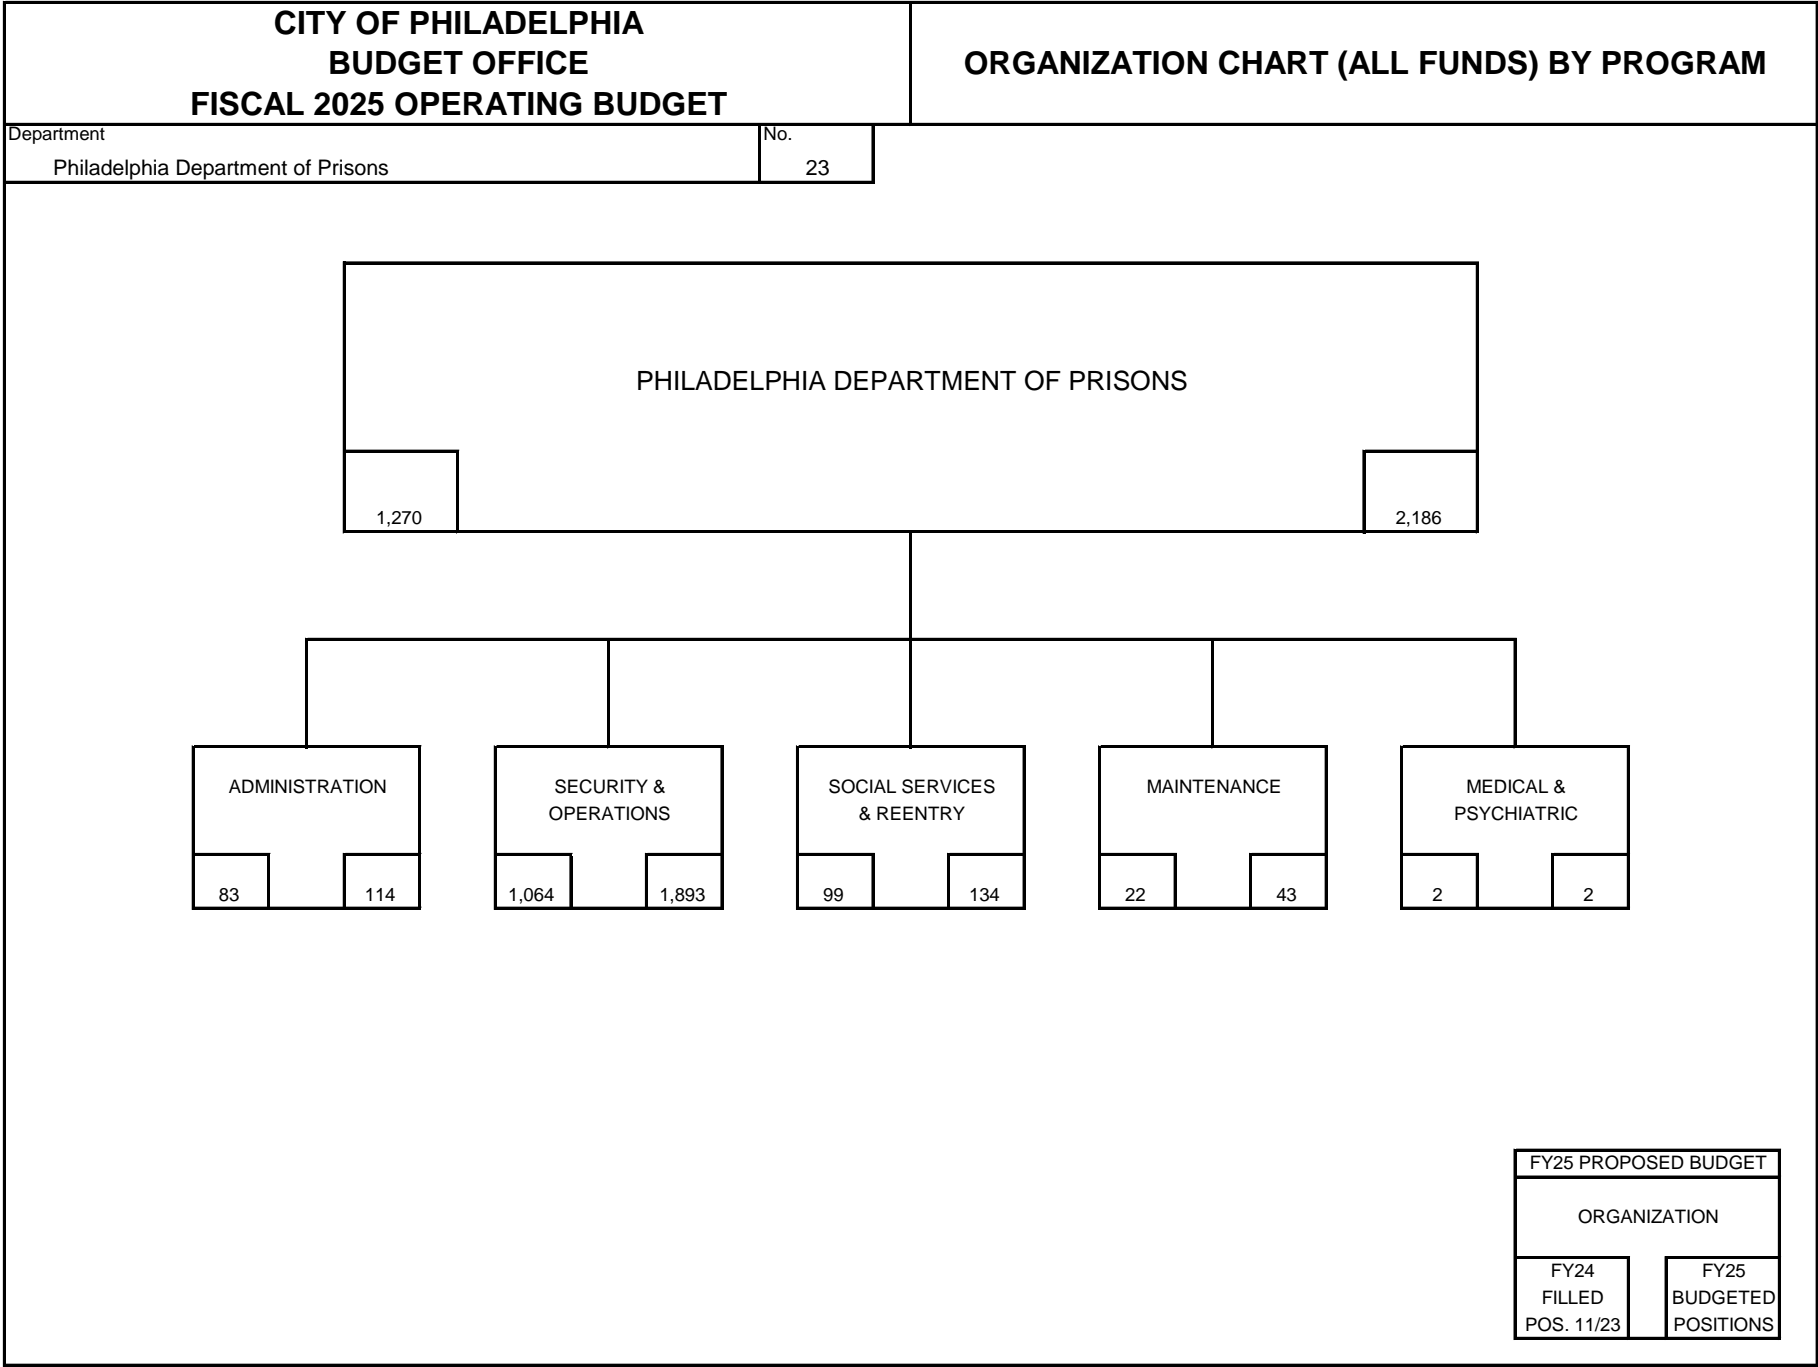 CITY OF PHILADELPHIA
BUDGET OFFICE
FISCAL 2025 OPERATING BUDGET
ORGANIZATION CHART (ALL FUNDS) BY PROGRAM
Department
Philadelphia Department of Prisons
No.
23
PHILADELPHIA DEPARTMENT OF PRISONS
1,270
2,186
ADMINISTRATION
83
114
SECURITY &
OPERATIONS
1,064
1,893
SOCIAL SERVICES
& REENTRY
99
134
MAINTENANCE
22
43
MEDICAL &
PSYCHIATRIC
2
2
FY25 PROPOSED BUDGET
ORGANIZATION
FY24
FILLED
POS. 11/23
FY25
BUDGETED
POSITIONS